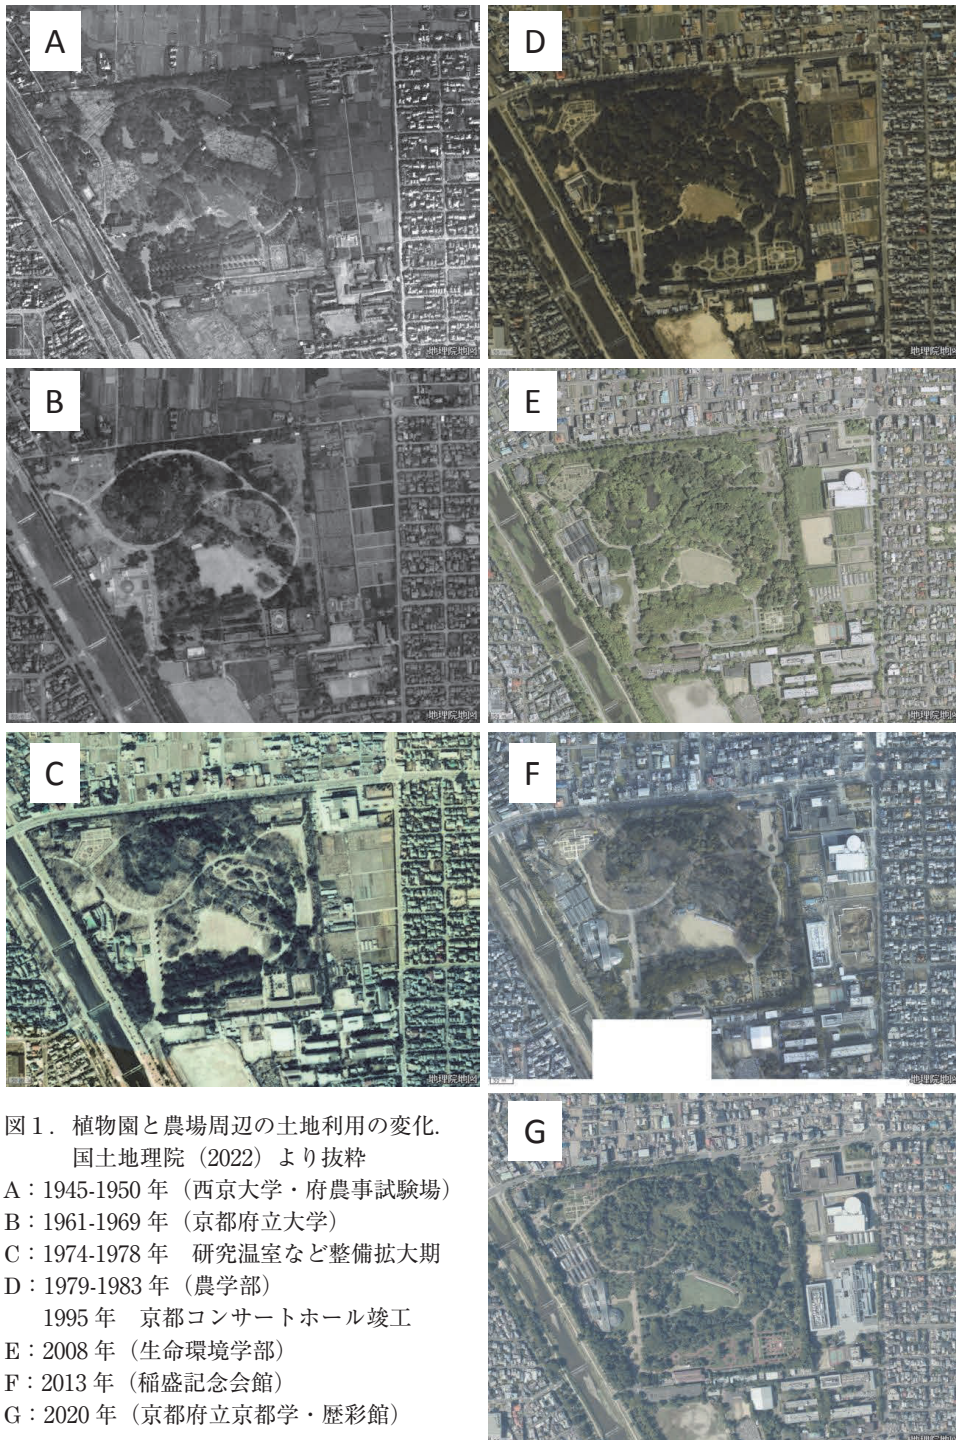 A
地理院地図
B
地理院地図
C
地理院地図
D
地理院地図
E
地理院地図
F
地理院地図
G
地理院地図
図1. 植物園と農場周辺の土地利用の変化.
国土地理院（2022）より抜粋
A：1945-1950 年（西京大学・府農事試験場）
B：1961-1969 年（京都府立大学）
C：1974-1978 年　研究温室など整備拡大期
D：1979-1983 年（農学部）
1995 年　京都コンサートホール竣工
E：2008 年（生命環境学部）
F：2013 年（稲盛記念会館）
G：2020 年（京都府立京都学・歴彩館）